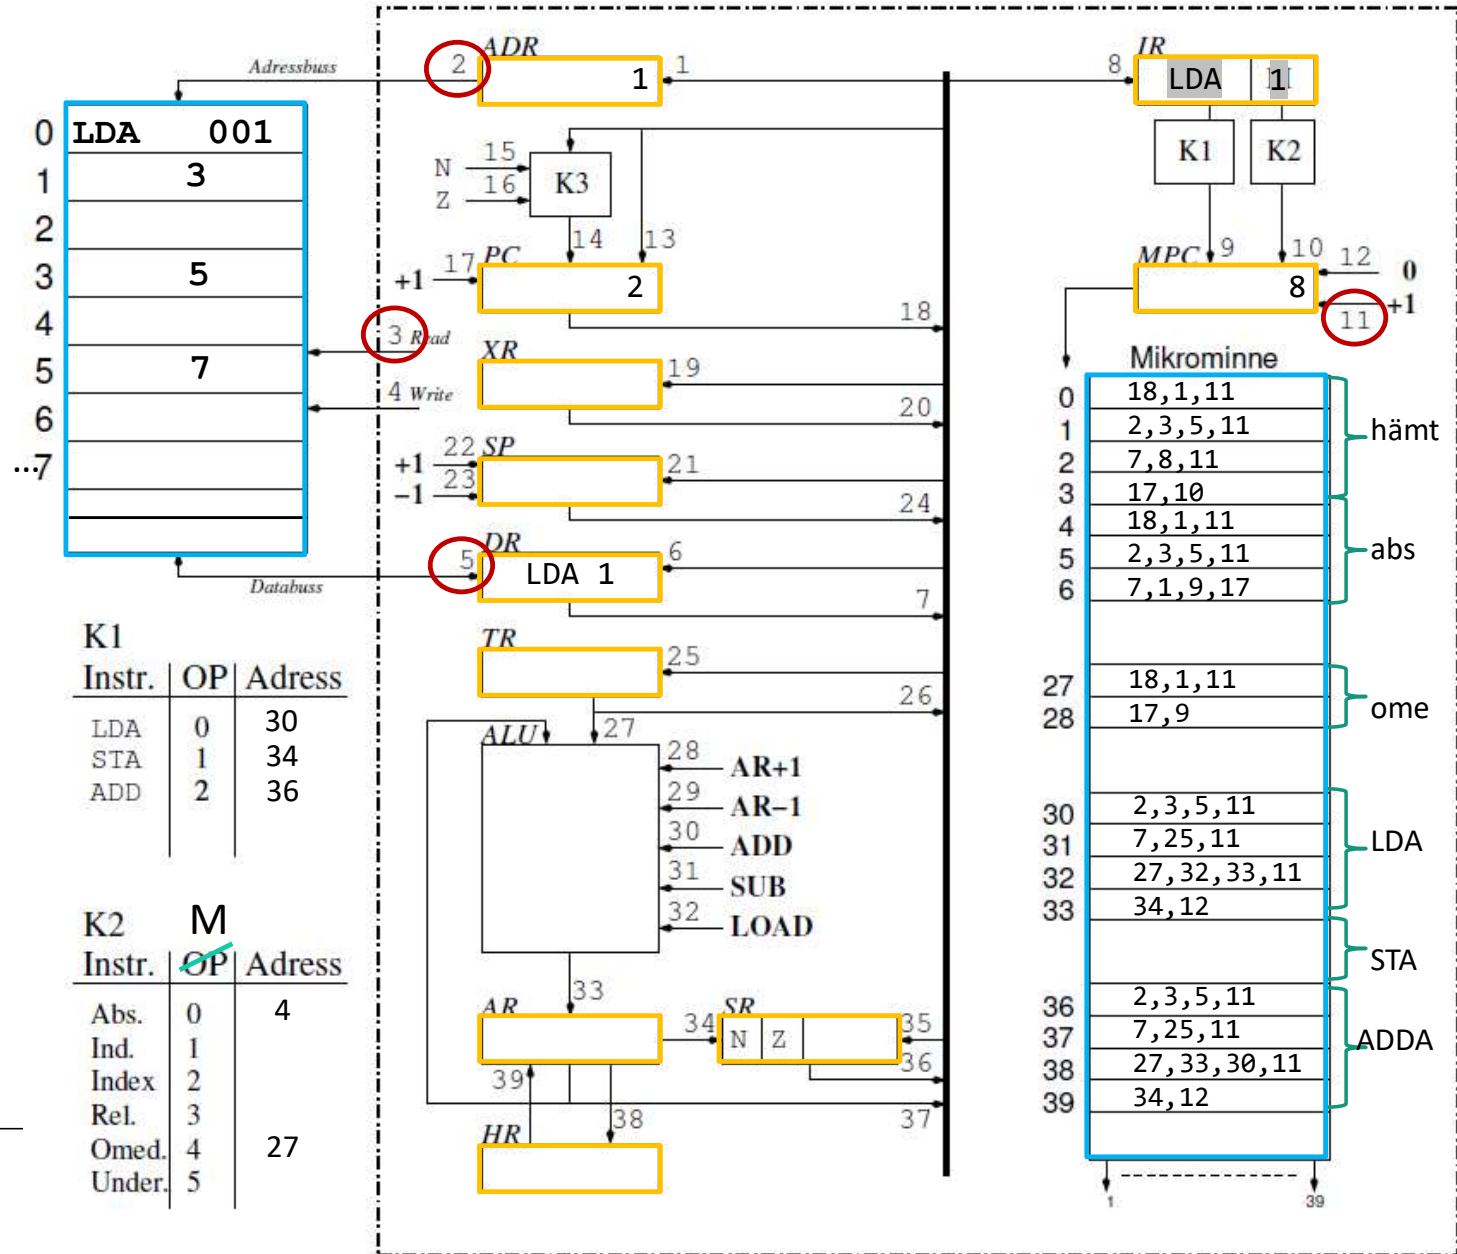 ADR
IR
Adressbuss
2
1
1
8
LDA
1
0
LDA 001
1
3
2
3
5
4
5
7
6
...7
N
15
Z
16
K3
K1
K2
14
13
PC
+1
17
2
18
MPC
9
10
12
0
8
+1
11
3 Read
4 Write
XR
19
20
+1
22
SP
-1
23
21
24
DR
5
LDA 1
6
7
Databuss
TR
25
26
27
ALU
28
AR+1
29
AR-1
30
ADD
31
SUB
32
LOAD
33
AR
34
SR
N
Z
35
36
39
38
37
HR
Mikrominne
0
18,1,11
1
2,3,5,11
hämt
2
7,8,11
3
17,10
4
18,1,11
5
2,3,5,11
abs
6
7,1,9,17
27
18,1,11
ome
28
17,9
30
2,3,5,11
31
7,25,11
LDA
32
27,32,33,11
33
34,12
STA
36
2,3,5,11
37
7,25,11
ADDA
38
27,33,30,11
39
34,12
1
39
K1
Instr. OP Adress
LDA 0 30
STA 1 34
ADD 2 36
K2
M
Instr. OP Adress
Abs. 0 4
Ind. 1
Index 2
Rel. 3
Omed. 4 27
Under. 5